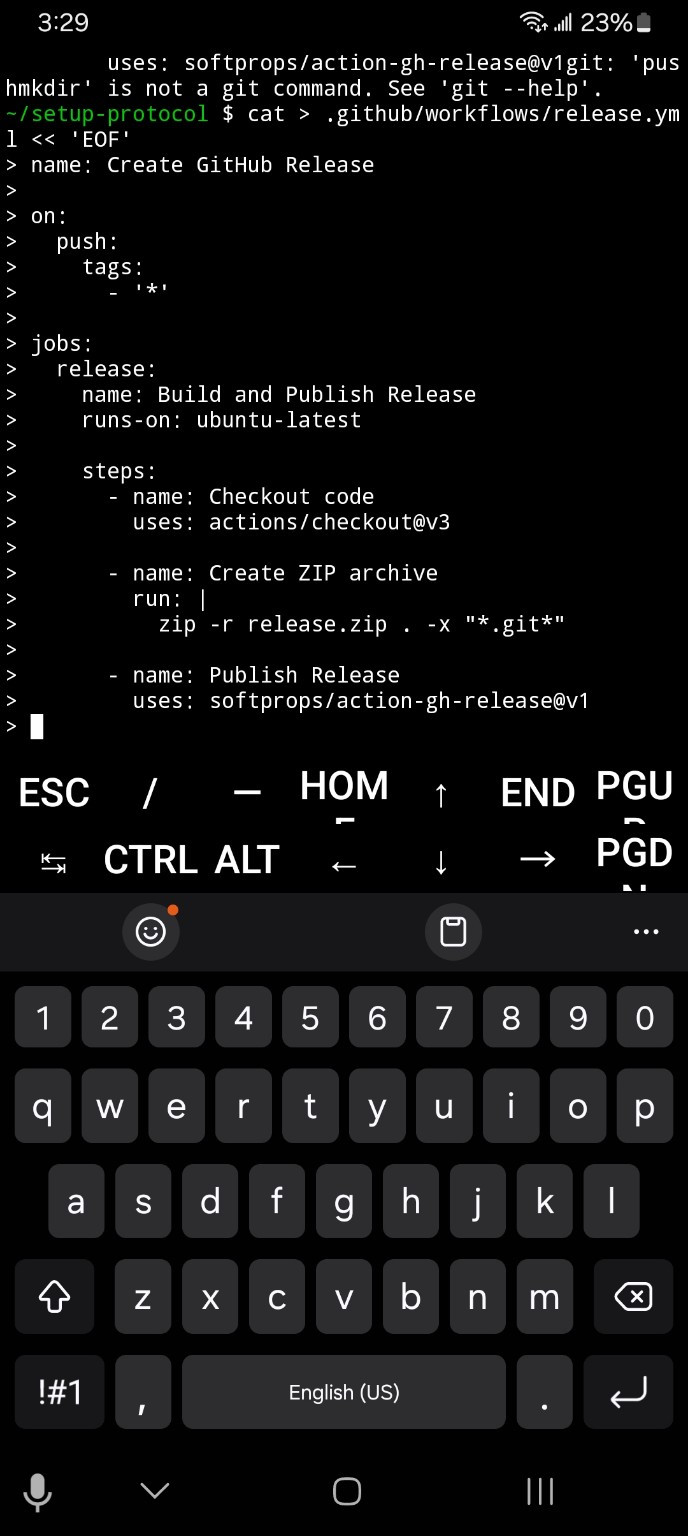 3:29 23%
uses: softprops/action-gh-release@v1git: 'pus
hmkdir' is not a git command. See 'git --help'.
~/setup-protocol $ cat > .github/workflows/release.ym
l << 'EOF'
> name: Create GitHub Release
>
> on:
>   push:
>     tags:
>       - '*'
>
> jobs:
>   release:
>     name: Build and Publish Release
>     runs-on: ubuntu-latest
>
>     steps:
>       - name: Checkout code
>         uses: actions/checkout@v3
>
>       - name: Create ZIP archive
>         run: |
>           zip -r release.zip . -x "*.git*"
>
>       - name: Publish Release
>         uses: softprops/action-gh-release@v1
>
ESC / — HOME ↑ END PGUP
↹ CTRL ALT ← ↓ → PGDN
1 2 3 4 5 6 7 8 9 0
q w e r t y u i o p
a s d f g h j k l
z x c v b n m
!#1 , English (US) .